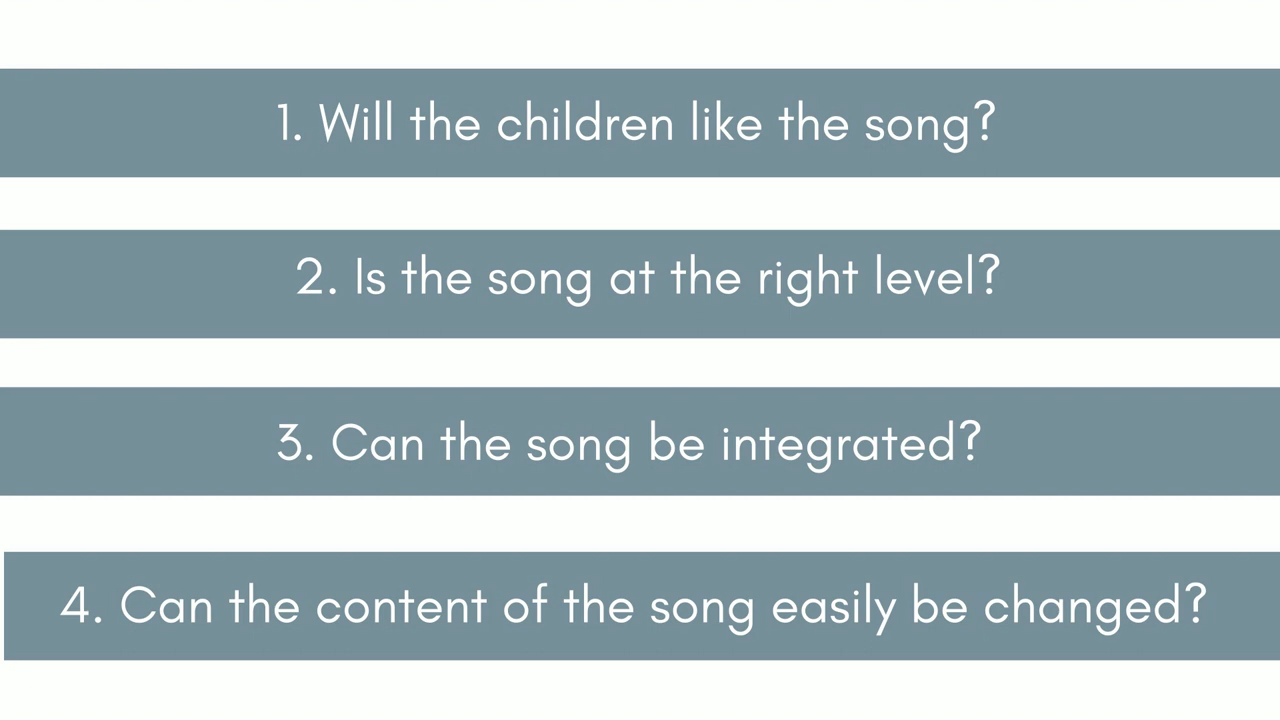 1. Will the children like the song?
2. Is the song at the right level?
3. Can the song be integrated?
4. Can the content of the song easily be changed?